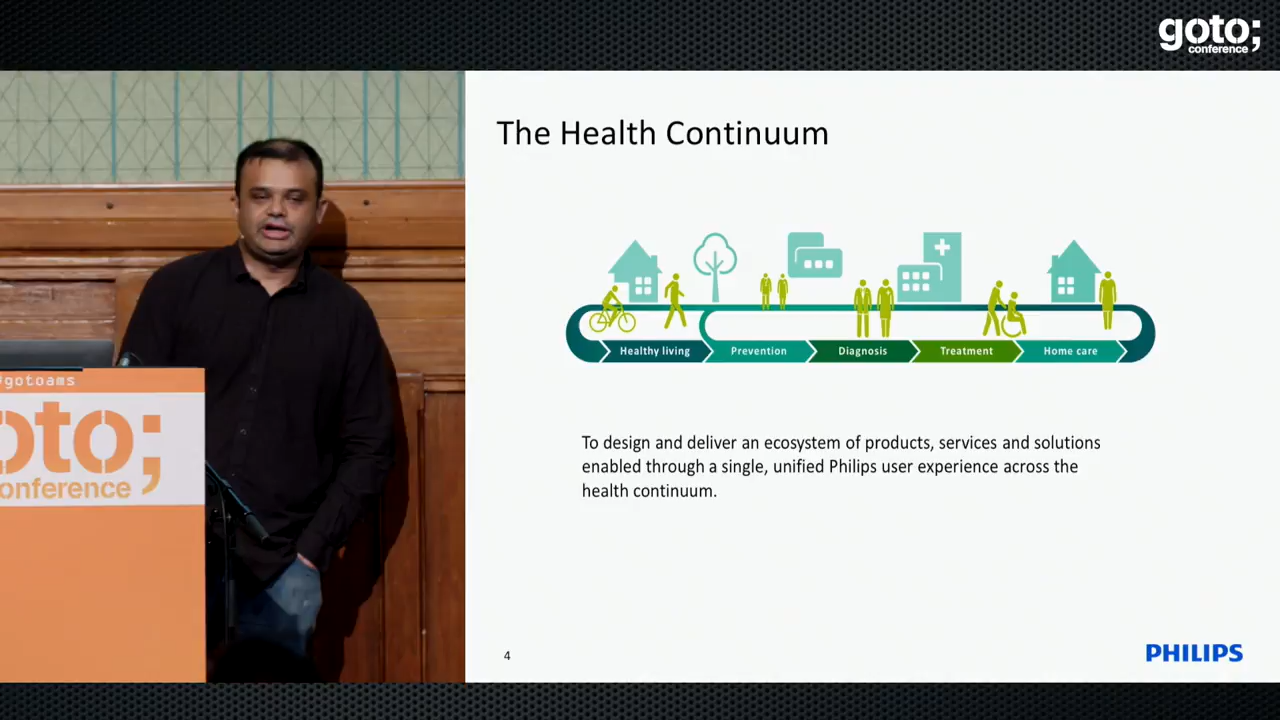 goto;
conference
The Health Continuum
Healthy living
Prevention
Diagnosis
Treatment
Home care
To design and deliver an ecosystem of products, services and solutions
enabled through a single, unified Philips user experience across the
health continuum.
4
PHILIPS
#gotoams
oto;
onference